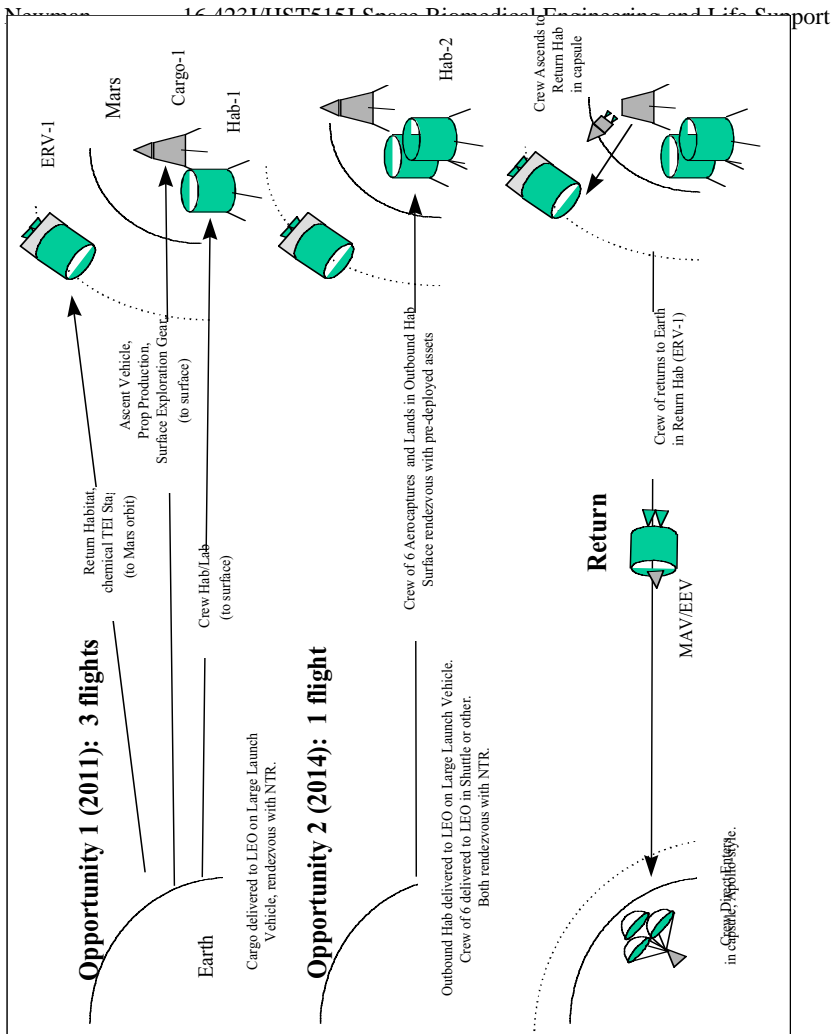 Newman 16.423J/HST515J Space Biomedical Engineering and Life Support
Opportunity 1 (2011): 3 flights
Earth
Cargo delivered to LEO on Large Launch
Vehicle, rendezvous with NTR.
Return Habitat,
chemical TEI Sta
(to Mars orbit)
Ascent Vehicle,
Prop Production,
Surface Exploration Gear
(to surface)
Crew Hab/Lab
(to surface)
ERV-1
Mars
Cargo-1
Hab-1
Opportunity 2 (2014): 1 flight
Outbound Hab delivered to LEO on Large Launch Vehicle.
Crew of 6 delivered to LEO in Shuttle or other.
Both rendezvous with NTR.
Crew of 6 Aerocaptures and Lands in Outbound Hab
Surface rendezvous with pre-deployed assets
Hab-2
Return
Crew Direct Enters
in capsule, Apollo-style.
MAV/EEV
Crew of returns to Earth
in Return Hab (ERV-1)
Crew Ascends to
Return Hab
in capsule